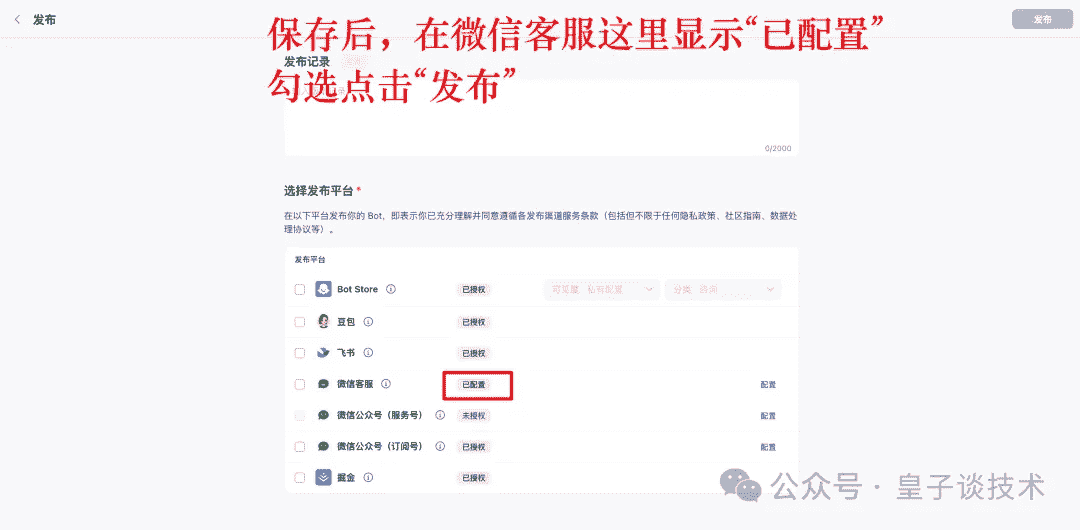 发布
发布
保存后，在微信客服这里显示“已配置”
发布记录
勾选点击“发布”
0/2000
选择发布平台*
在以下平台发布你的 Bot，即表示你已充分理解并同意遵循各发布渠道服务条款（包括但不限于任何隐私政策、社区指南、数据处
理协议等）。
发布平台
Bot Store 已授权 可见度 私有配置 分类 咨询
豆包 已授权
飞书 已授权
微信客服 已配置 配置
微信公众号（服务号） 未授权 配置
微信公众号（订阅号） 已授权 配置
掘金 已授权
公众号 · 皇子谈技术